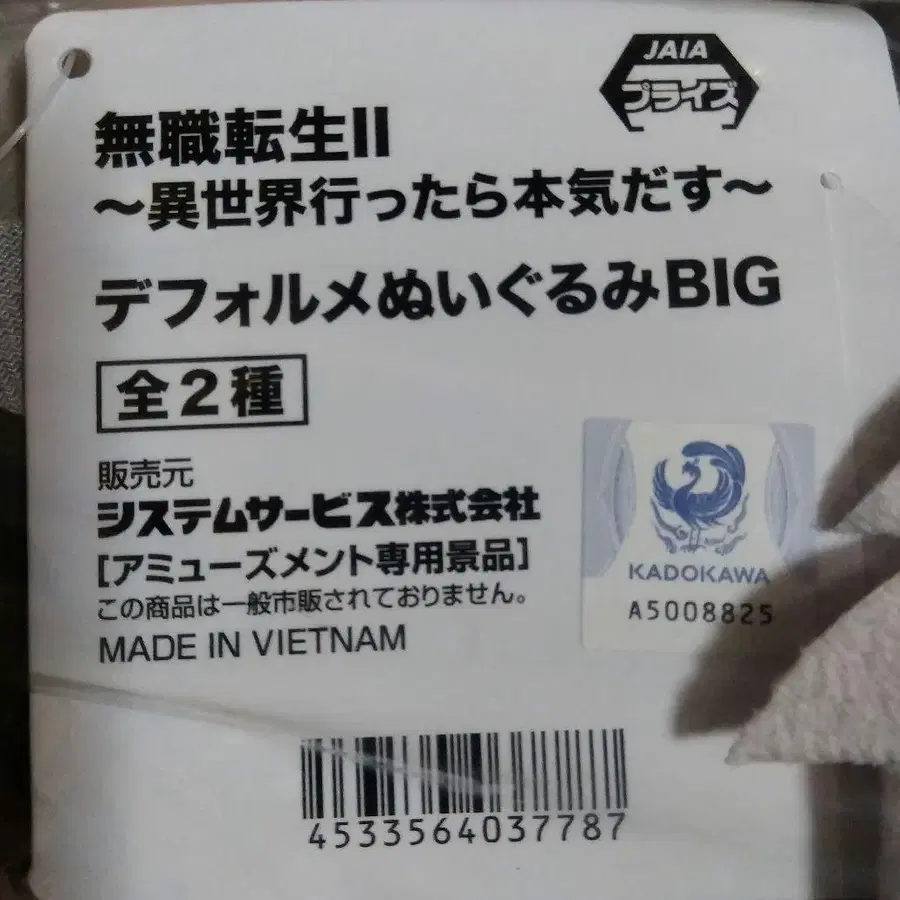 JAIA
プライズ
無職転生II
〜異世界行ったら本気だす〜
デフォルメぬいぐるみBIG
全2種
販売元
システムサービス株式会社
[アミューズメント専用景品]
この商品は一般市販されておりません。
MADE IN VIETNAM
KADOKAWA
A5008825
4533564037787